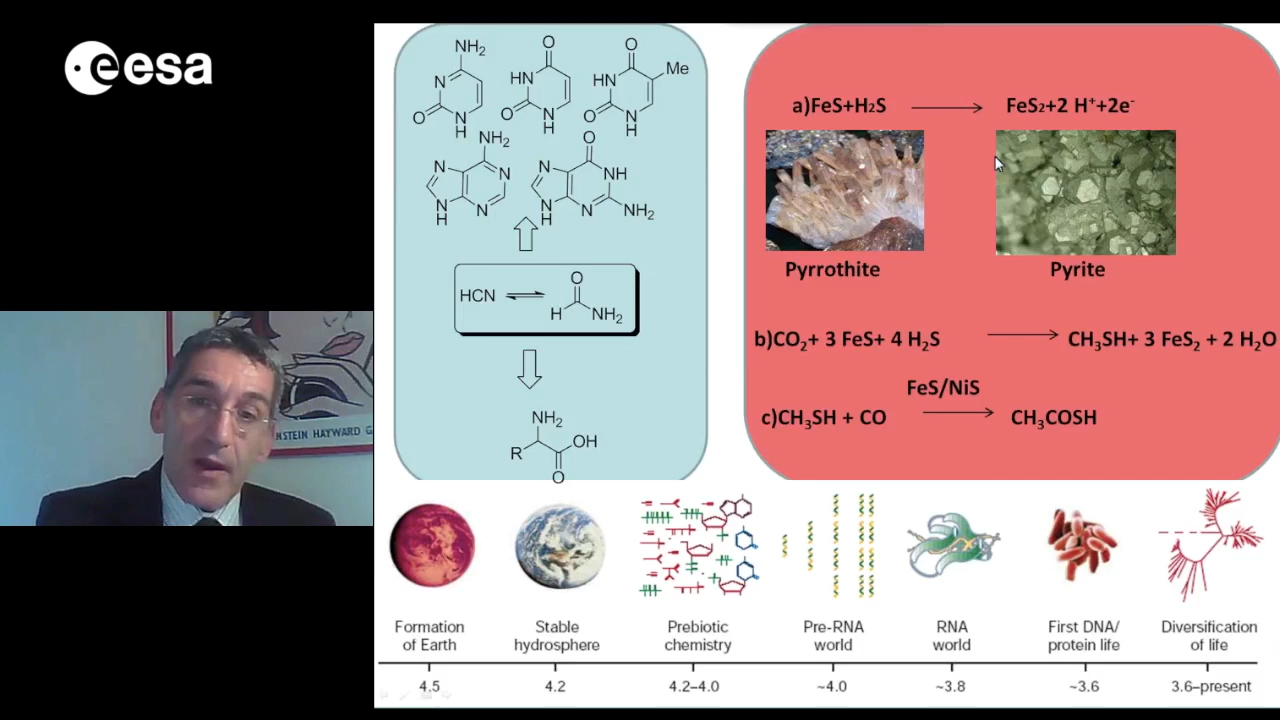 esa
NH₂
N
O
N
H
O
HN
O
N
H
O
HN
Me
O
N
H
NH₂
N
N
N
H
N
O
N
NH
N
H
N
NH₂
HCN
O
H
NH₂
NH₂
R
OH
O
a)FeS+H₂S
FeS₂+2 H⁺+2e⁻
Pyrrothite
Pyrite
b)CO₂+ 3 FeS+ 4 H₂S
CH₃SH+ 3 FeS₂ + 2 H₂O
FeS/NiS
c)CH₃SH + CO
CH₃COSH
NSTEIN HAYWARD G
Formation
of Earth
Stable
hydrosphere
Prebiotic
chemistry
Pre-RNA
world
RNA
world
First DNA/
protein life
Diversification
of life
4.5
4.2
4.2–4.0
~4.0
~3.8
~3.6
3.6–present